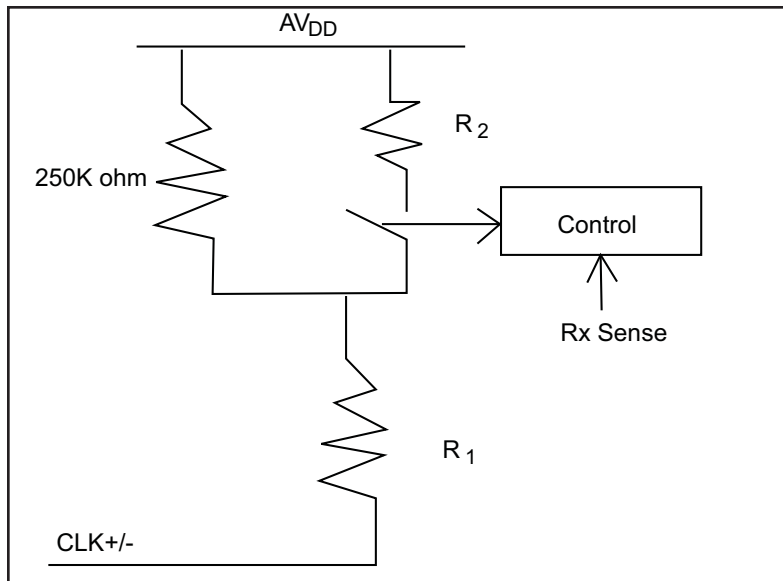 AVDD
R2
250K ohm
Control
Rx Sense
R1
CLK+/-